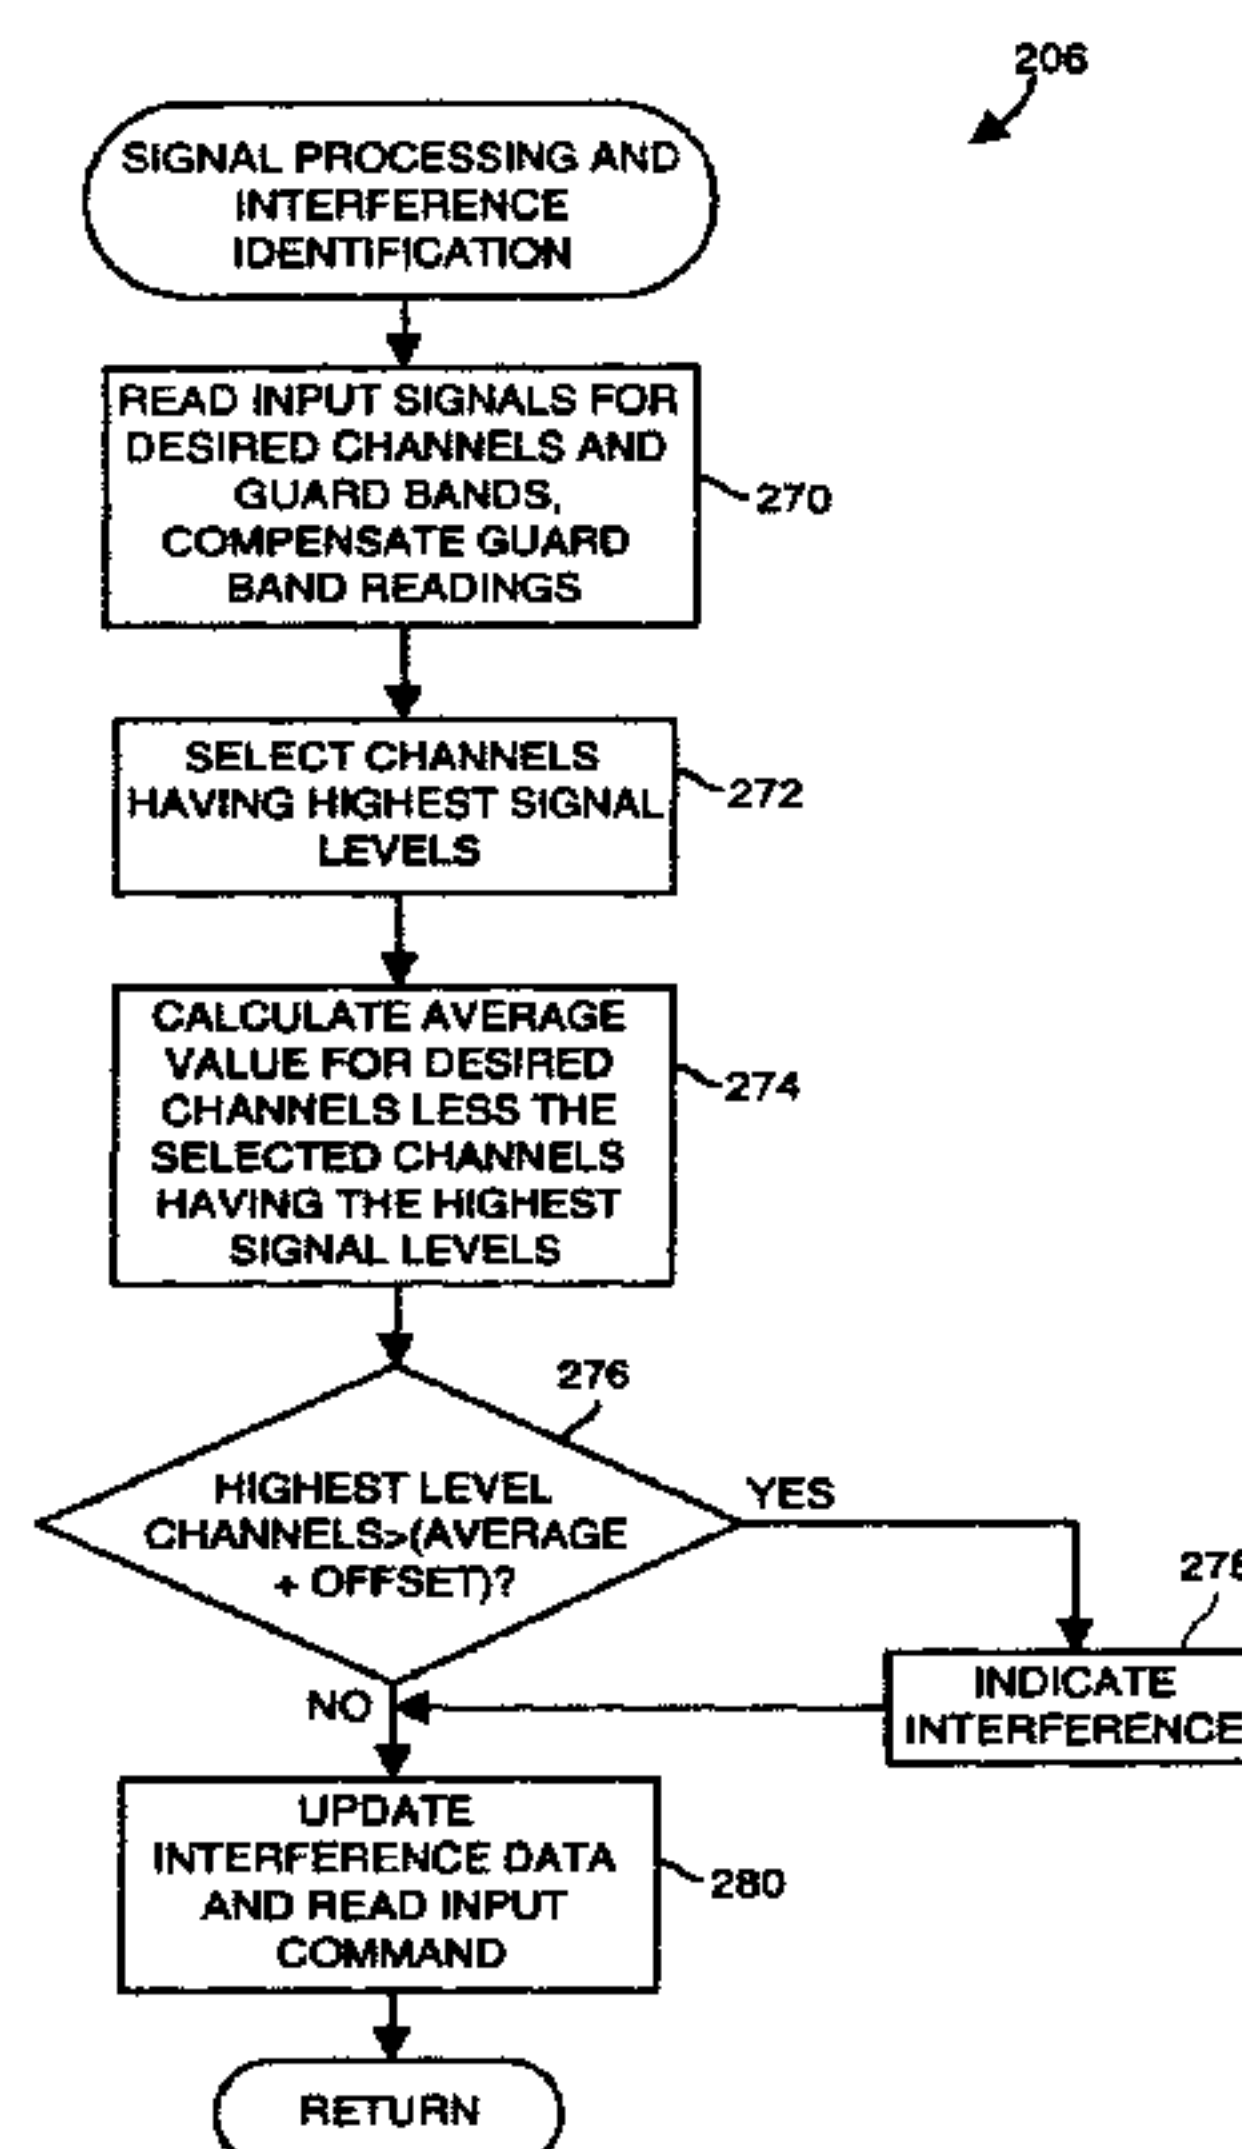 206
SIGNAL PROCESSING AND
INTERFERENCE
IDENTIFICATION
READ INPUT SIGNALS FOR
DESIRED CHANNELS AND
GUARD BANDS,
COMPENSATE GUARD
BAND READINGS
270
SELECT CHANNELS
HAVING HIGHEST SIGNAL
LEVELS
272
CALCULATE AVERAGE
VALUE FOR DESIRED
CHANNELS LESS THE
SELECTED CHANNELS
HAVING THE HIGHEST
SIGNAL LEVELS
274
276
HIGHEST LEVEL
CHANNELS>(AVERAGE
+ OFFSET)?
YES
278
INDICATE
INTERFERENCE
NO
UPDATE
INTERFERENCE DATA
AND READ INPUT
COMMAND
280
RETURN